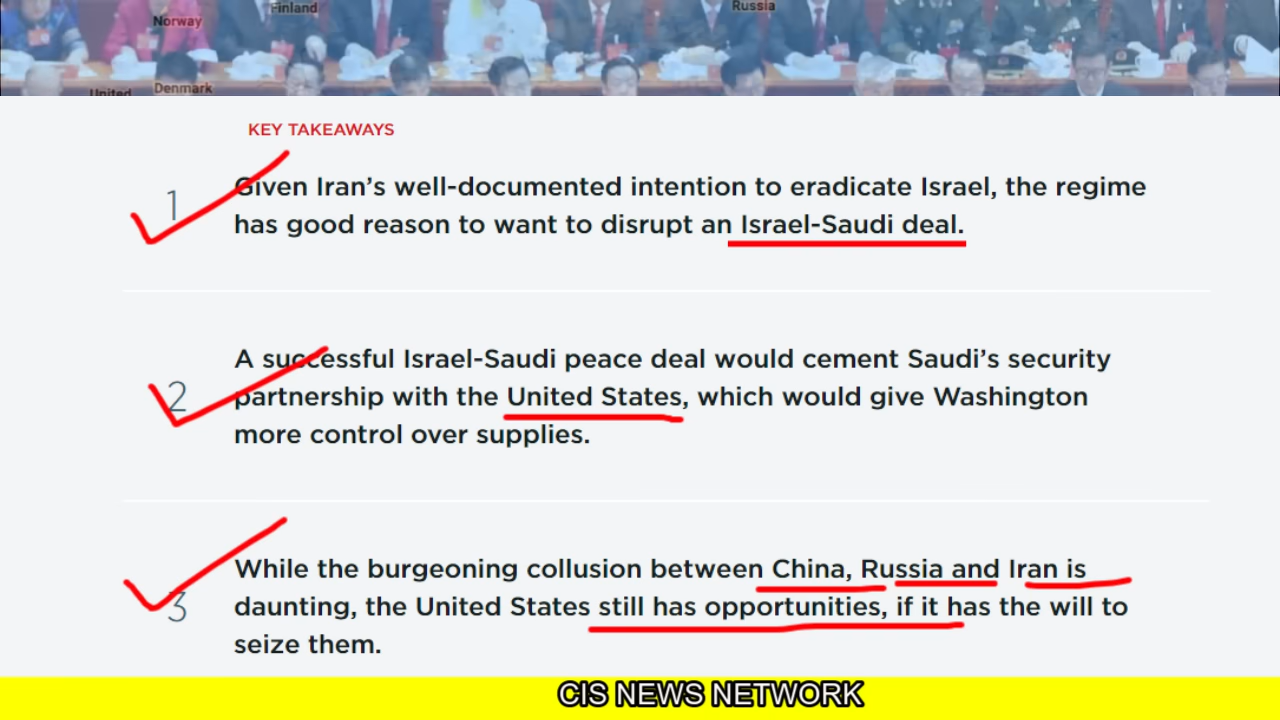 Finland
Russia
Norway
United
Denmark
KEY TAKEAWAYS
1
Given Iran’s well-documented intention to eradicate Israel, the regime
has good reason to want to disrupt an Israel-Saudi deal.
2
A successful Israel-Saudi peace deal would cement Saudi’s security
partnership with the United States, which would give Washington
more control over supplies.
3
While the burgeoning collusion between China, Russia and Iran is
daunting, the United States still has opportunities, if it has the will to
seize them.
CIS NEWS NETWORK